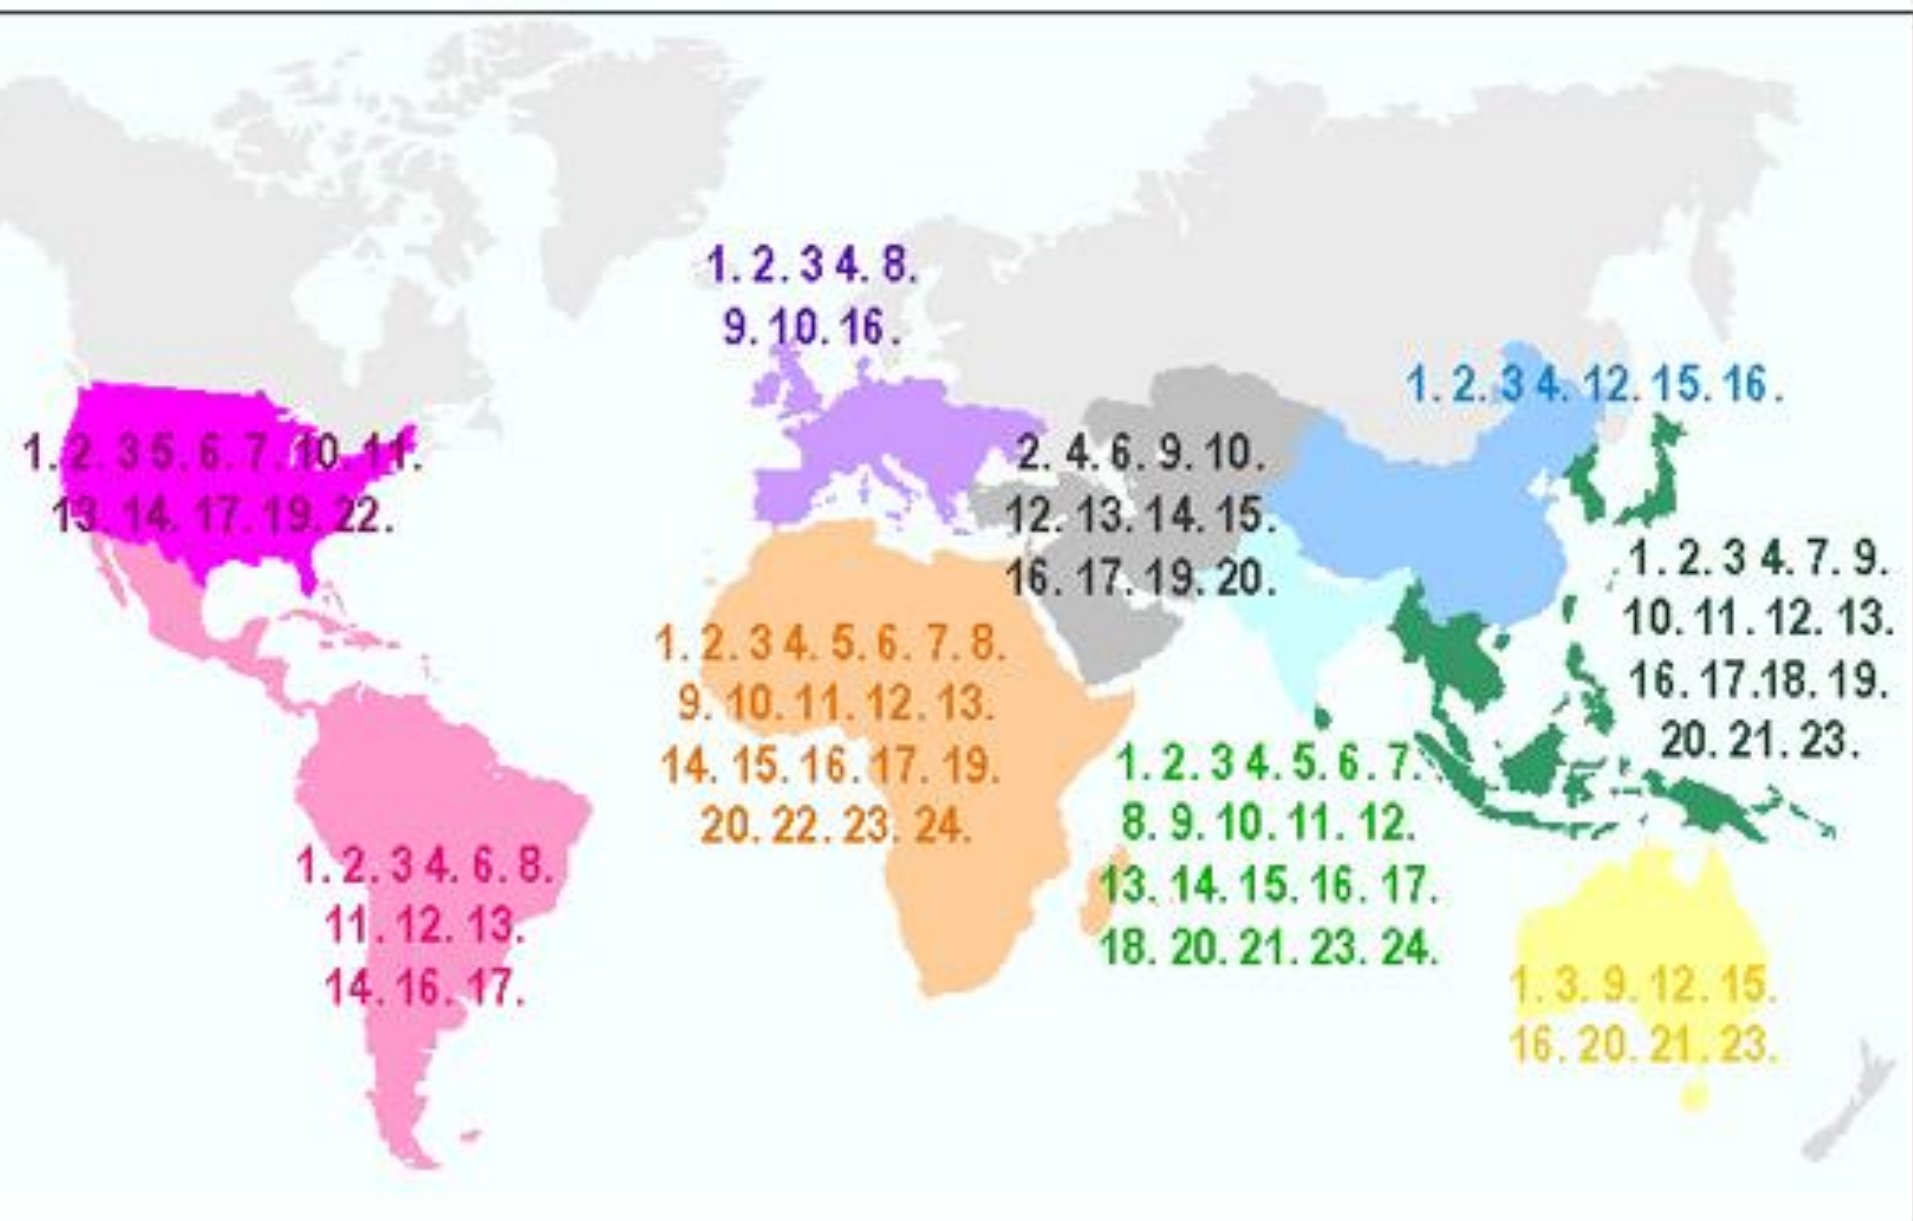 1. 2. 3 4. 8.
9. 10. 16.
1. 2. 3 4. 12. 15. 16.
1. 2. 3 5. 6. 7. 10. 11.
13. 14. 17. 19. 22.
2. 4. 6. 9. 10.
12. 13. 14. 15.
16. 17. 19. 20.
1. 2. 3 4. 7. 9.
10. 11. 12. 13.
16. 17.18. 19.
20. 21. 23.
1. 2. 3 4. 5. 6. 7. 8.
9. 10. 11. 12. 13.
14. 15. 16. 17. 19.
20. 22. 23. 24.
1. 2. 3 4. 5. 6. 7.
8. 9. 10. 11. 12.
13. 14. 15. 16. 17.
18. 20. 21. 23. 24.
1. 2. 3 4. 6. 8.
11. 12. 13.
14. 16. 17.
1. 3. 9. 12. 15.
16. 20. 21. 23.